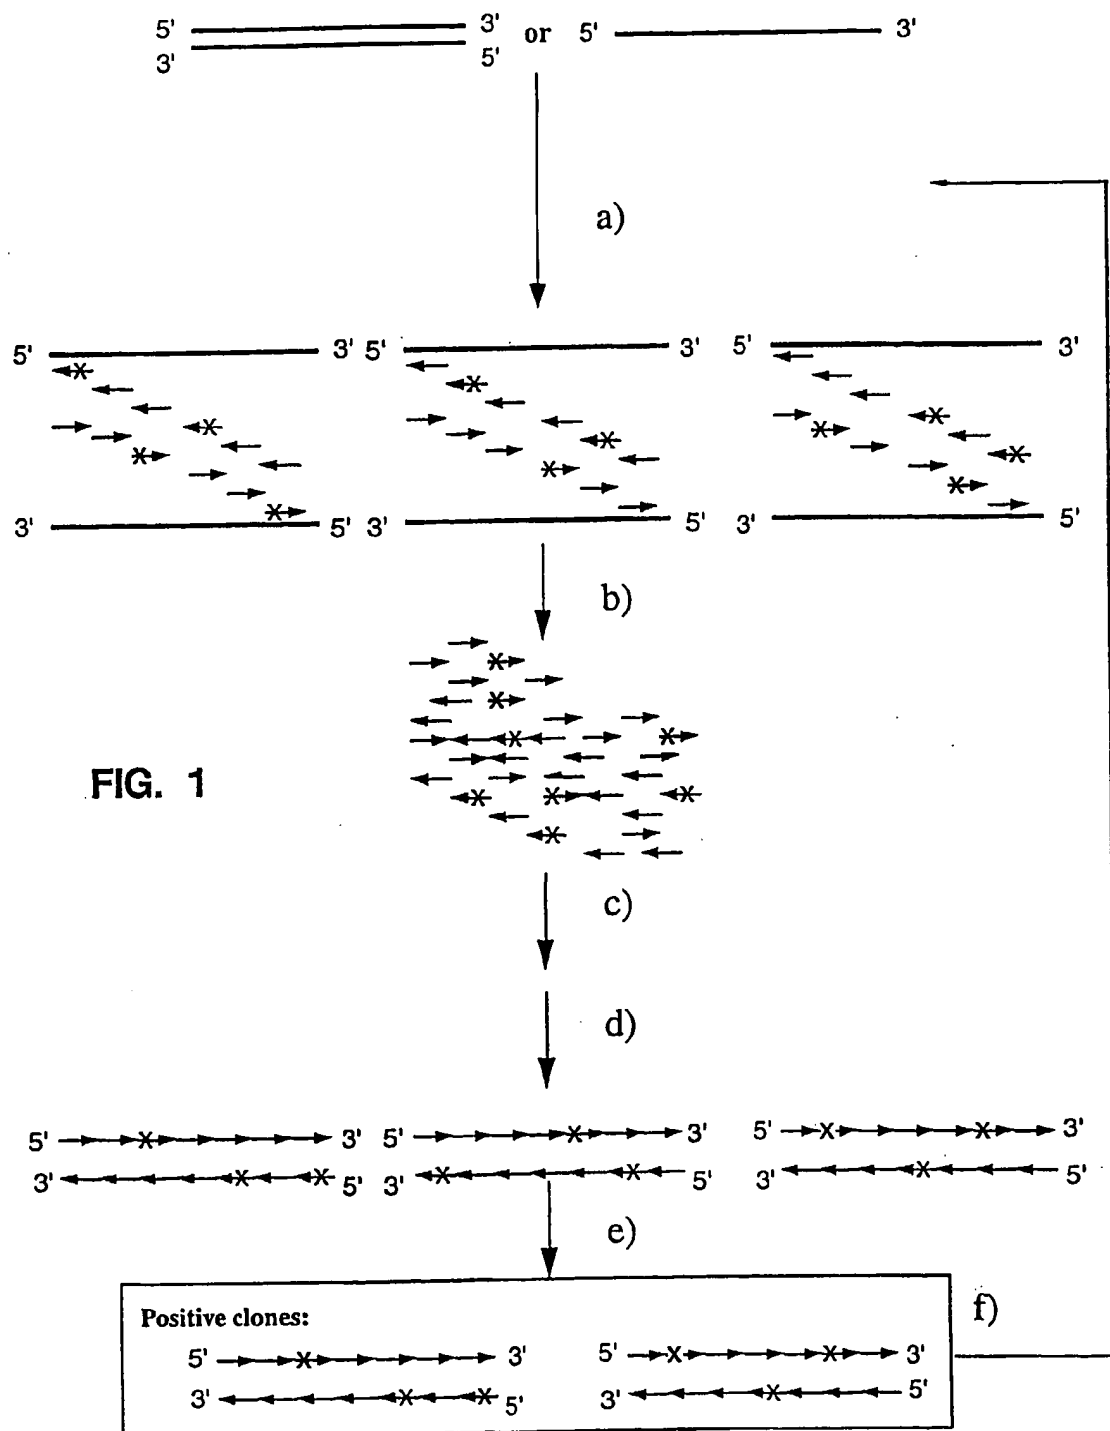 5' 3' or 5' 3'
3' 5'
a)
5' 3' 5' 3' 5' 3'
3' 5' 3' 5' 3' 5'
b)
FIG. 1
c)
d)
5' 3' 5' 3' 5' 3'
3' 5' 3' 5' 3' 5'
e)
Positive clones:
f)
5' 3' 5' 3'
3' 5' 3' 5'